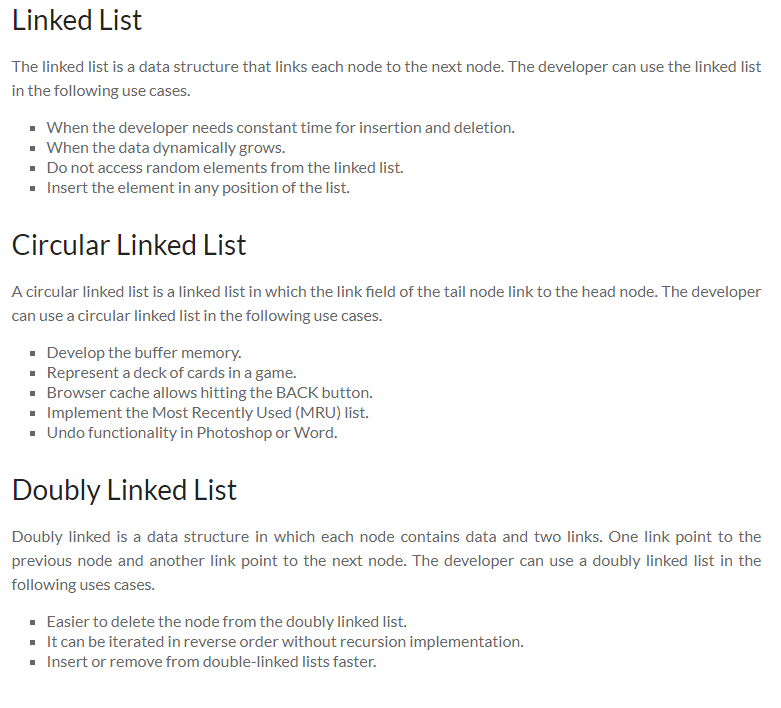 Linked List
The linked list is a data structure that links each node to the next node. The developer can use the linked list
in the following use cases.
▪ When the developer needs constant time for insertion and deletion.
▪ When the data dynamically grows.
▪ Do not access random elements from the linked list.
▪ Insert the element in any position of the list.
Circular Linked List
A circular linked list is a linked list in which the link field of the tail node link to the head node. The developer
can use a circular linked list in the following use cases.
▪ Develop the buffer memory.
▪ Represent a deck of cards in a game.
▪ Browser cache allows hitting the BACK button.
▪ Implement the Most Recently Used (MRU) list.
▪ Undo functionality in Photoshop or Word.
Doubly Linked List
Doubly linked is a data structure in which each node contains data and two links. One link point to the
previous node and another link point to the next node. The developer can use a doubly linked list in the
following uses cases.
▪ Easier to delete the node from the doubly linked list.
▪ It can be iterated in reverse order without recursion implementation.
▪ Insert or remove from double-linked lists faster.